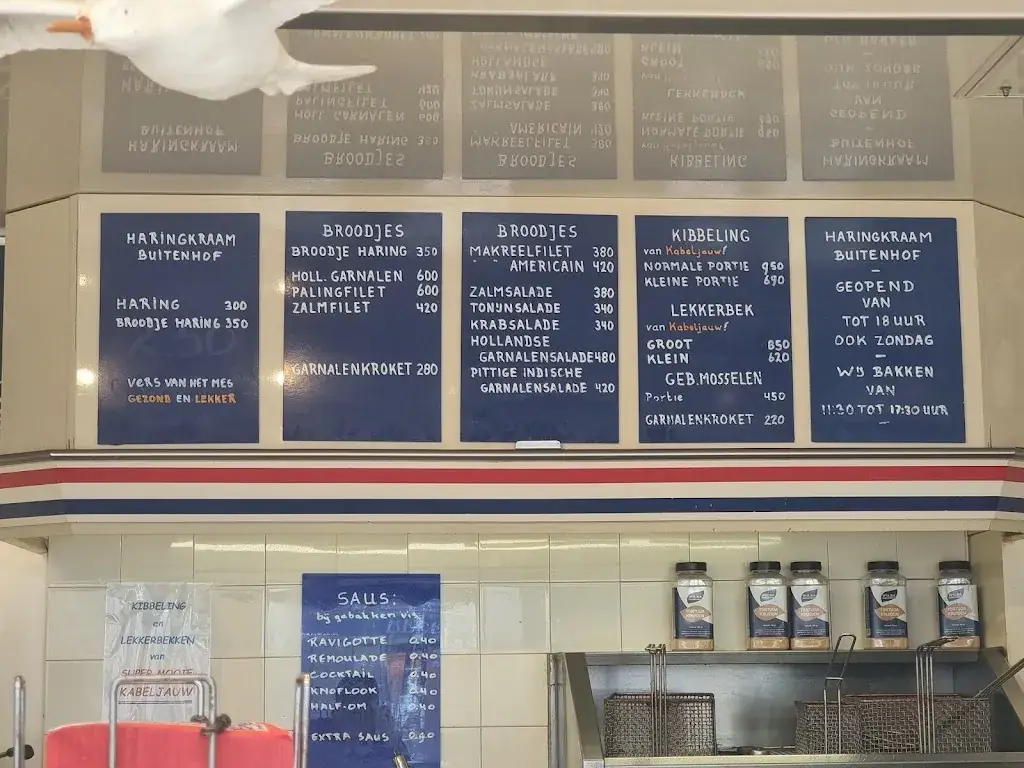 HARINGKRAAM
BUITENHOF
HARING 300
BROODJE HARING 350
VERS VAN HET MES
GEZOND EN LEKKER
BROODJES
BROODJE HARING 350
HOLL. GARNALEN 600
PALINGFILET 600
ZALMFILET 420
GARNALENKROKET 280
BROODJES
MAKREELFILET 380
AMERICAIN 420
ZALMSALADE 380
TONIJNSALADE 340
KRABSALADE 340
HOLLANDSE
GARNALENSALADE 480
PITTIGE INDISCHE
GARNALENSALADE 420
KIBBELING
van Kabeljauw!
NORMALE PORTIE 950
KLEINE PORTIE 690
LEKKERBEK
van Kabeljauw!
GROOT 850
KLEIN 620
GEB. MOSSELEN
Portie 450
GARNALENKROKET 220
HARINGKRAAM
BUITENHOF
–
GEOPEND
VAN
TOT 18 UUR
OOK ZONDAG
–
WIJ BAKKEN
VAN
11:30 TOT 17:30 UUR
–
KIBBELING
en
LEKKERBEKKEN
van
SUPER MOOIE
KABELJAUW
SAUS:
bij gebakken vis
RAVIGOTTE 0.40
REMOULADE 0.40
COCKTAIL 0.40
KNOFLOOK 0.40
HALF-OM 0.40
EXTRA SAUS 0.40